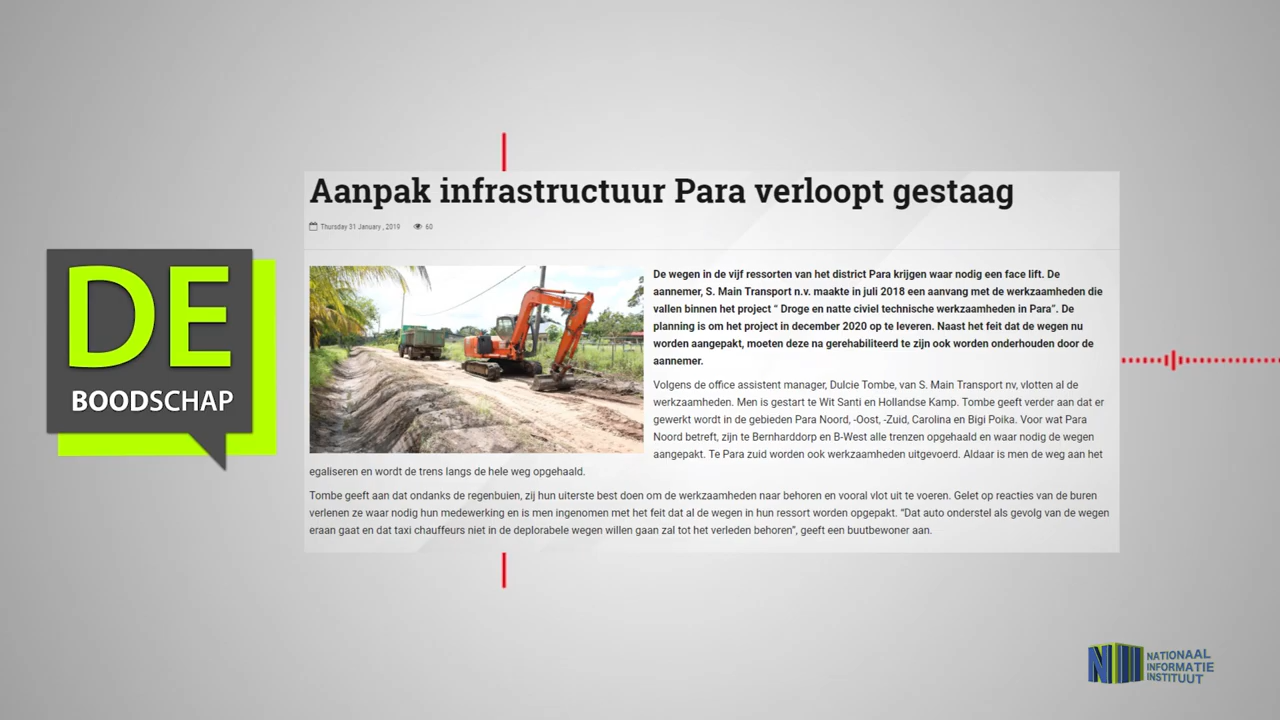 Aanpak infrastructuur Para verloopt gestaag
Thursday 31 January , 2019 60
De wegen in de vijf ressorten van het district Para krijgen waar nodig een face lift. De
aannemer, S. Main Transport n.v. maakte in juli 2018 een aanvang met de werkzaamheden die
vallen binnen het project “ Droge en natte civiel technische werkzaamheden in Para”. De
planning is om het project in december 2020 op te leveren. Naast het feit dat de wegen nu
worden aangepakt, moeten deze na gerehabiliteerd te zijn ook worden onderhouden door de
aannemer.
Volgens de office assistent manager, Dulcie Tombe, van S. Main Transport nv, vlotten al de
werkzaamheden. Men is gestart te Wit Santi en Hollandse Kamp. Tombe geeft verder aan dat er
gewerkt wordt in de gebieden Para Noord, -Oost, -Zuid, Carolina en Bigi Poika. Voor wat Para
Noord betreft, zijn te Bernharddorp en B-West alle trenzen opgehaald en waar nodig de wegen
aangepakt. Te Para zuid worden ook werkzaamheden uitgevoerd. Aldaar is men de weg aan het
egaliseren en wordt de trens langs de hele weg opgehaald.
Tombe geeft aan dat ondanks de regenbuien, zij hun uiterste best doen om de werkzaamheden naar behoren en vooral vlot uit te voeren. Gelet op reacties van de buren
verlenen ze waar nodig hun medewerking en is men ingenomen met het feit dat al de wegen in hun ressort worden opgepakt. “Dat auto onderstel als gevolg van de wegen
eraan gaat en dat taxi chauffeurs niet in de deplorabele wegen willen gaan zal tot het verleden behoren”, geeft een buutbewoner aan.
DE
BOODSCHAP
NII NATIONAAL
INFORMATIE
INSTITUUT